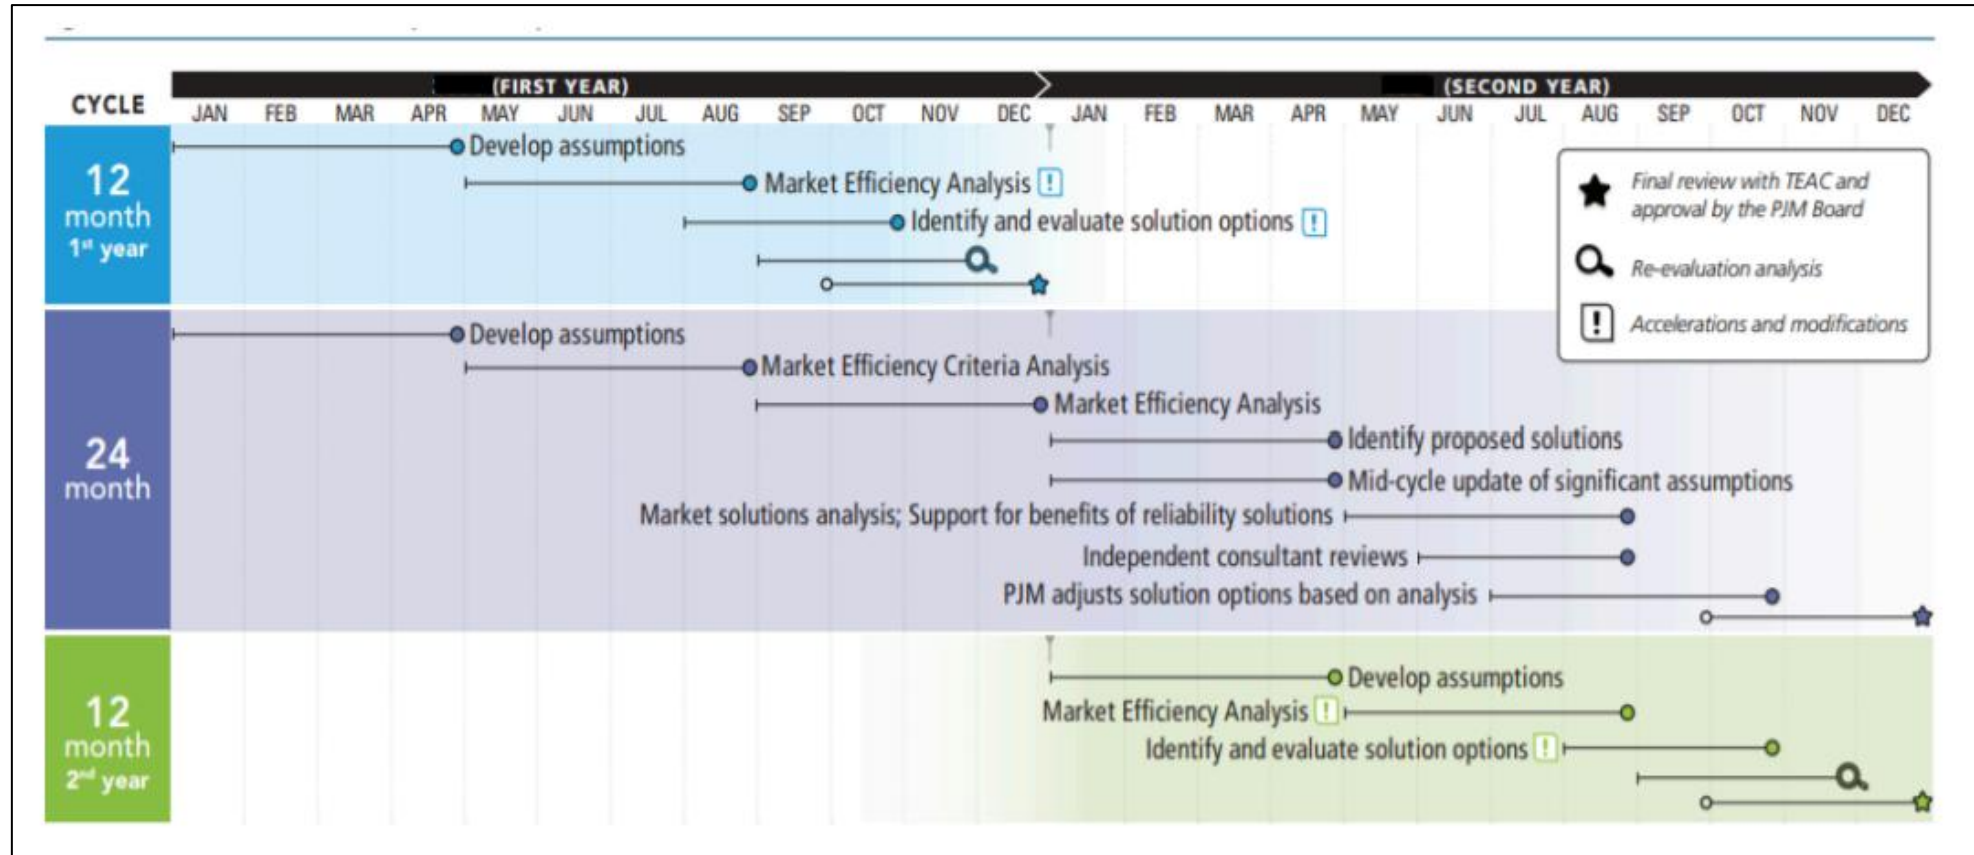 (FIRST YEAR) (SECOND YEAR)
CYCLE JAN FEB MAR APR MAY JUN JUL AUG SEP OCT NOV DEC JAN FEB MAR APR MAY JUN JUL AUG SEP OCT NOV DEC
12
month
1st year
Develop assumptions
Market Efficiency Analysis !
Identify and evaluate solution options !
Final review with TEAC and
approval by the PJM Board
Re-evaluation analysis
! Accelerations and modifications
24
month
Develop assumptions
Market Efficiency Criteria Analysis
Market Efficiency Analysis
Identify proposed solutions
Mid-cycle update of significant assumptions
Market solutions analysis; Support for benefits of reliability solutions
Independent consultant reviews
PJM adjusts solution options based on analysis
12
month
2nd year
Develop assumptions
Market Efficiency Analysis !
Identify and evaluate solution options !